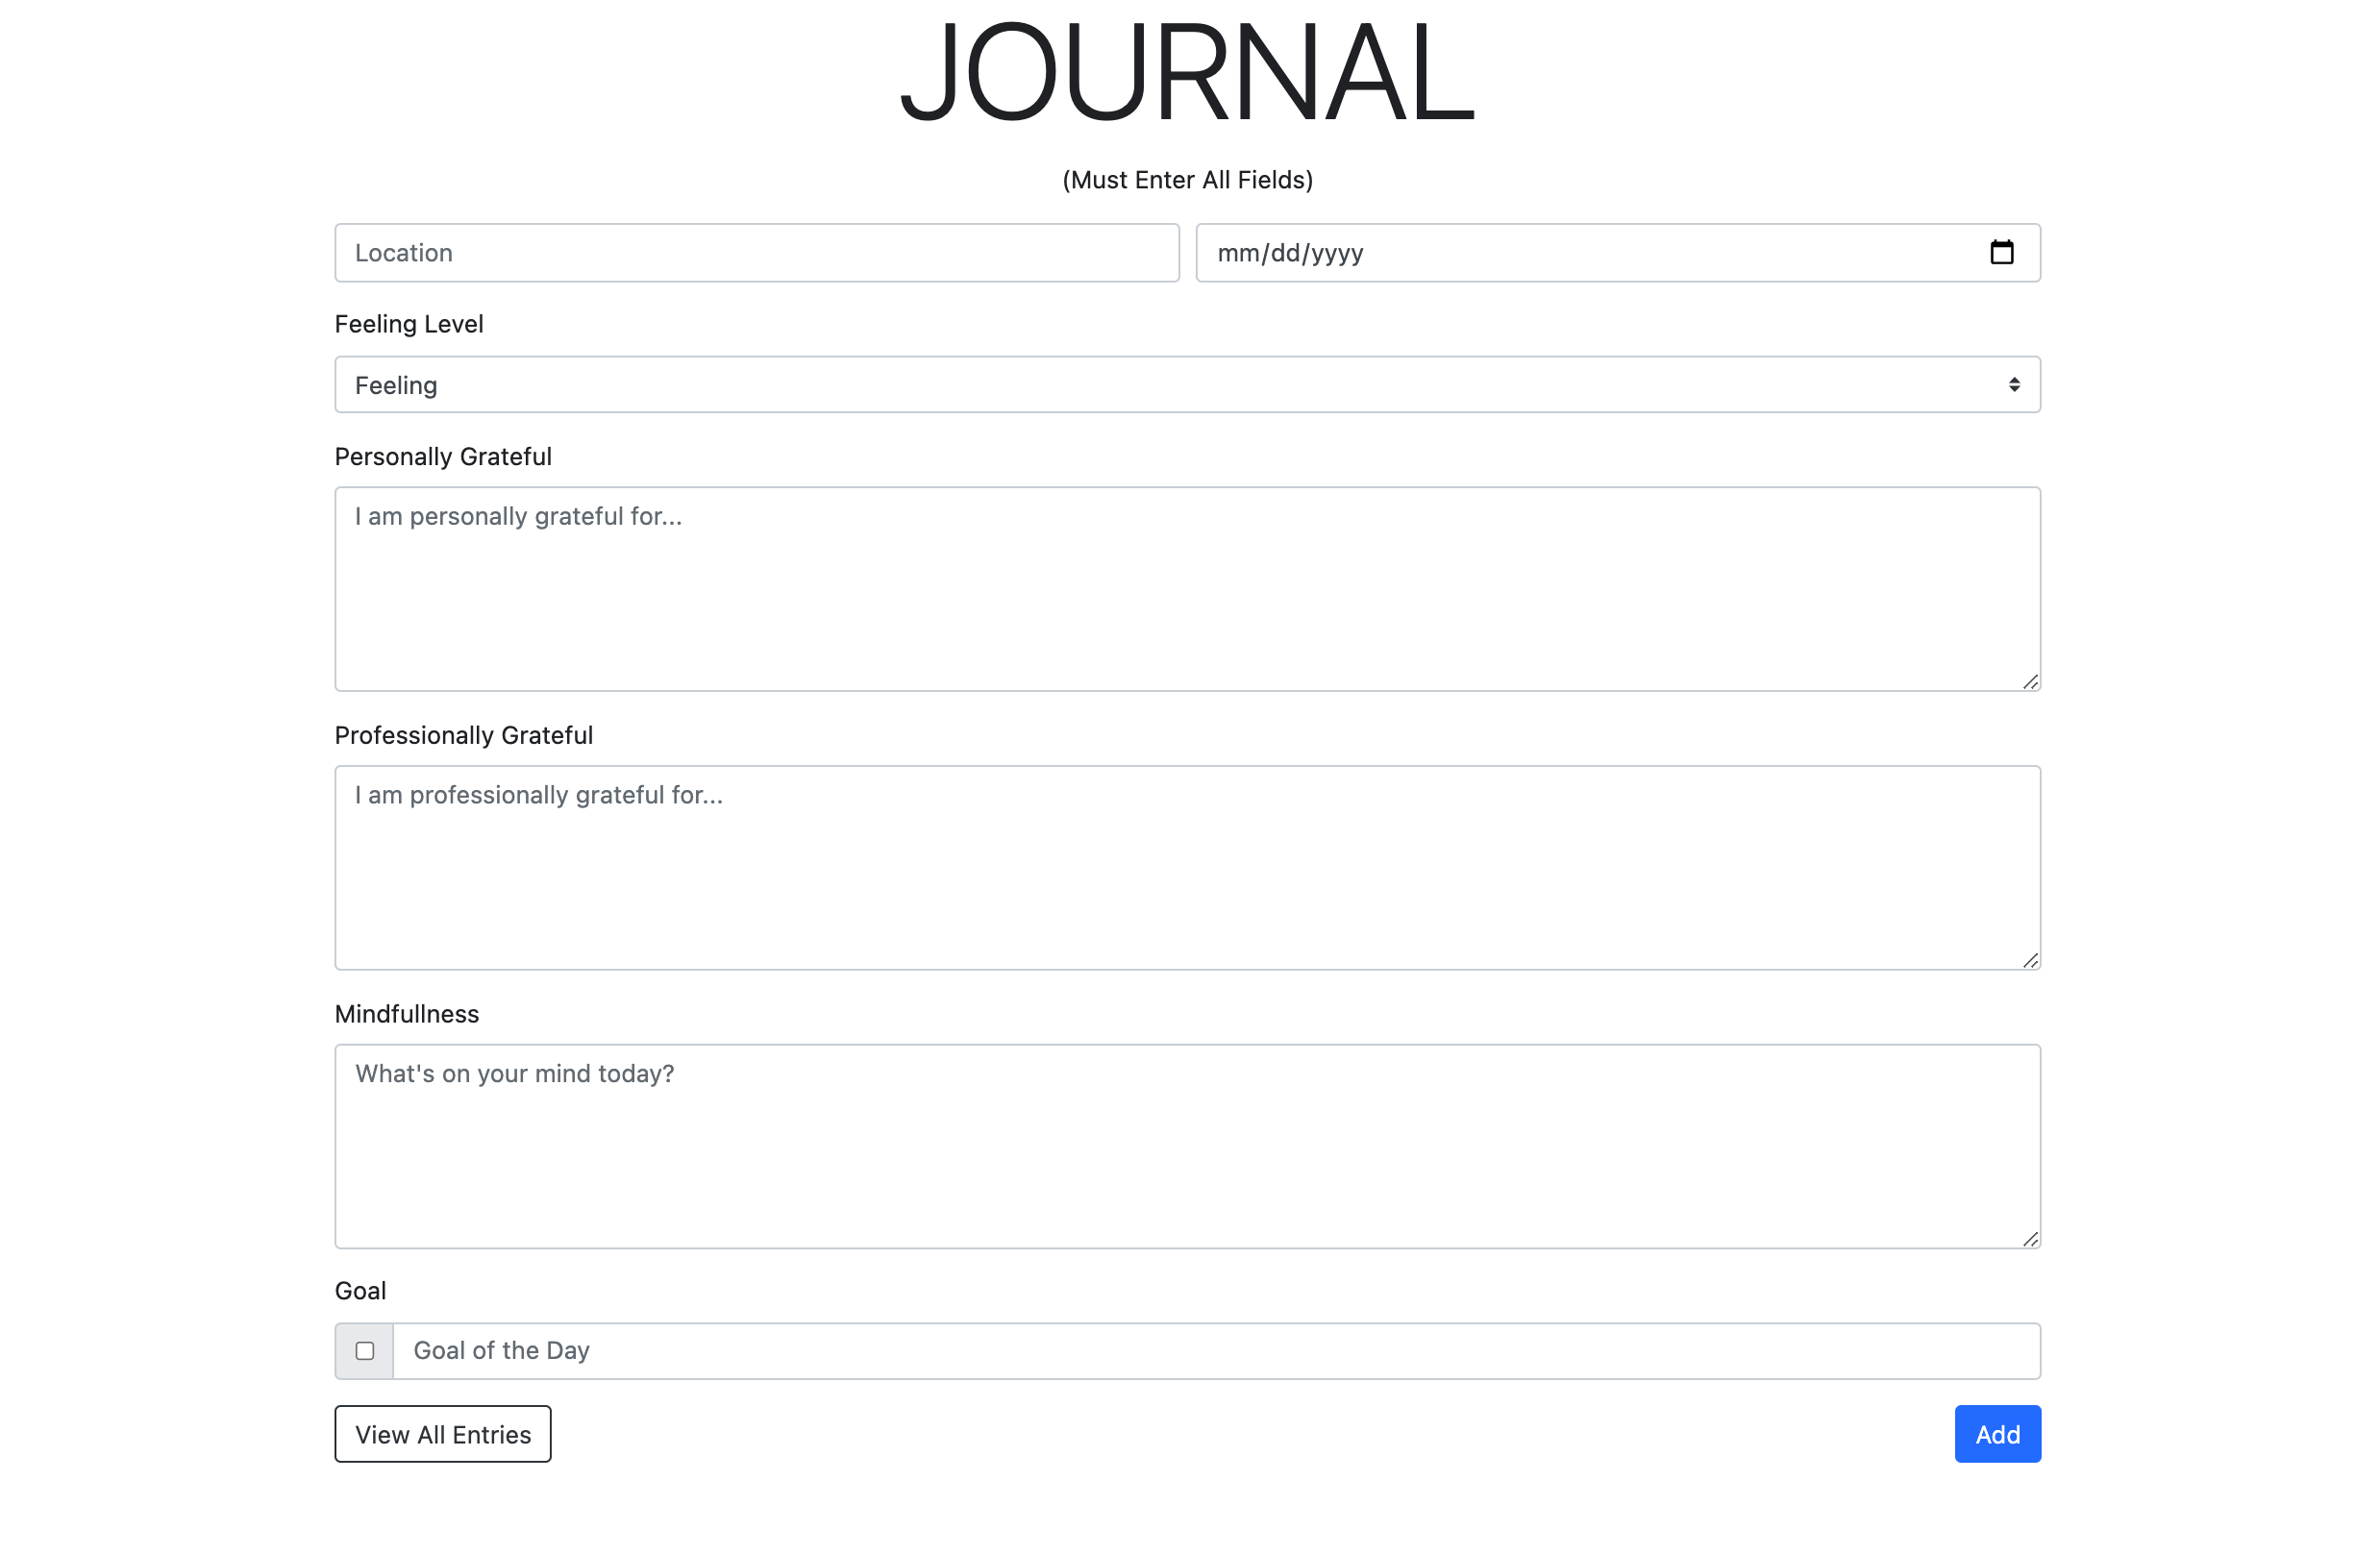 JOURNAL
(Must Enter All Fields)
Location
mm/dd/yyyy
Feeling Level
Feeling
Personally Grateful
I am personally grateful for...
Professionally Grateful
I am professionally grateful for...
Mindfullness
What's on your mind today?
Goal
Goal of the Day
View All Entries
Add